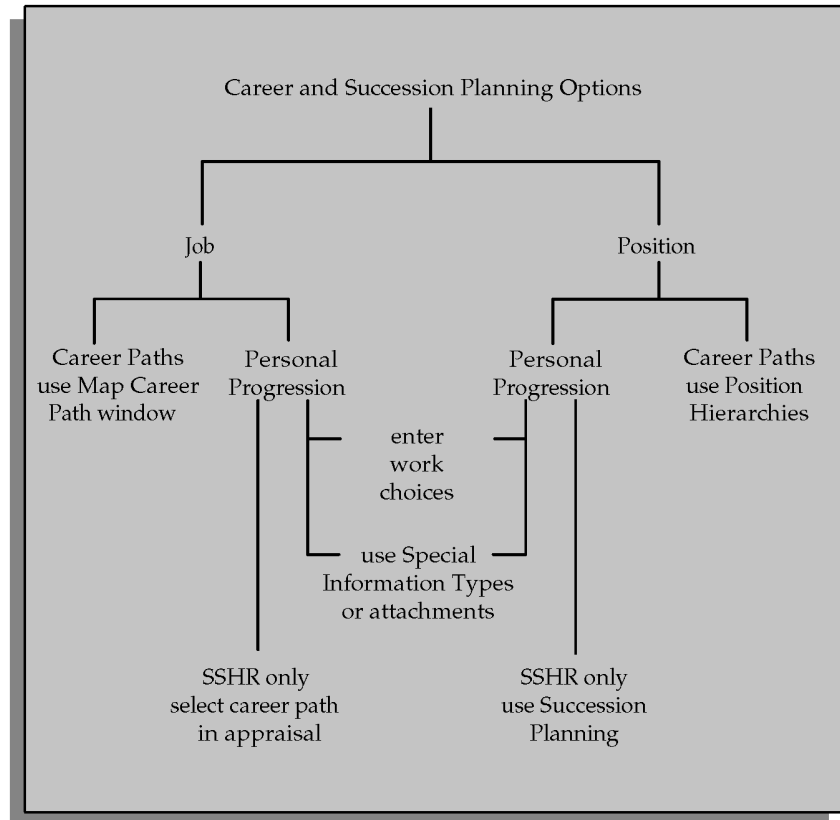 Career and Succession Planning Options
Job
Position
Career Paths
use Map Career
Path window
Personal
Progression
Personal
Progression
Career Paths
use Position
Hierarchies
enter
work
choices
use Special
Information Types
or attachments
SSHR only
select career path
in appraisal
SSHR only
use Succession
Planning